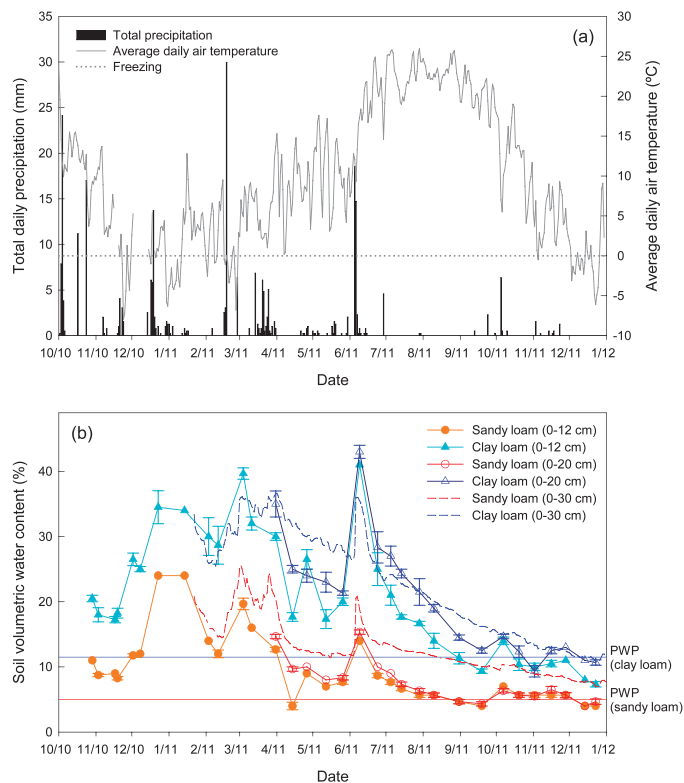 35
30
25
20
15
10
5
0
Total daily precipitation (mm)
Total precipitation
Average daily air temperature
Freezing
(a)
30
25
20
15
10
5
0
-5
-10
Average daily air temperature (ºC)
10/10 11/10 12/10 1/11 2/11 3/11 4/11 5/11 6/11 7/11 8/11 9/11 10/11 11/11 12/11 1/12
Date
(b)
40
30
20
10
0
Soil volumetric water content (%)
Sandy loam (0-12 cm)
Clay loam (0-12 cm)
Sandy loam (0-20 cm)
Clay loam (0-20 cm)
Sandy loam (0-30 cm)
Clay loam (0-30 cm)
PWP
(clay loam)
PWP
(sandy loam)
10/10 11/10 12/10 1/11 2/11 3/11 4/11 5/11 6/11 7/11 8/11 9/11 10/11 11/11 12/11 1/12
Date